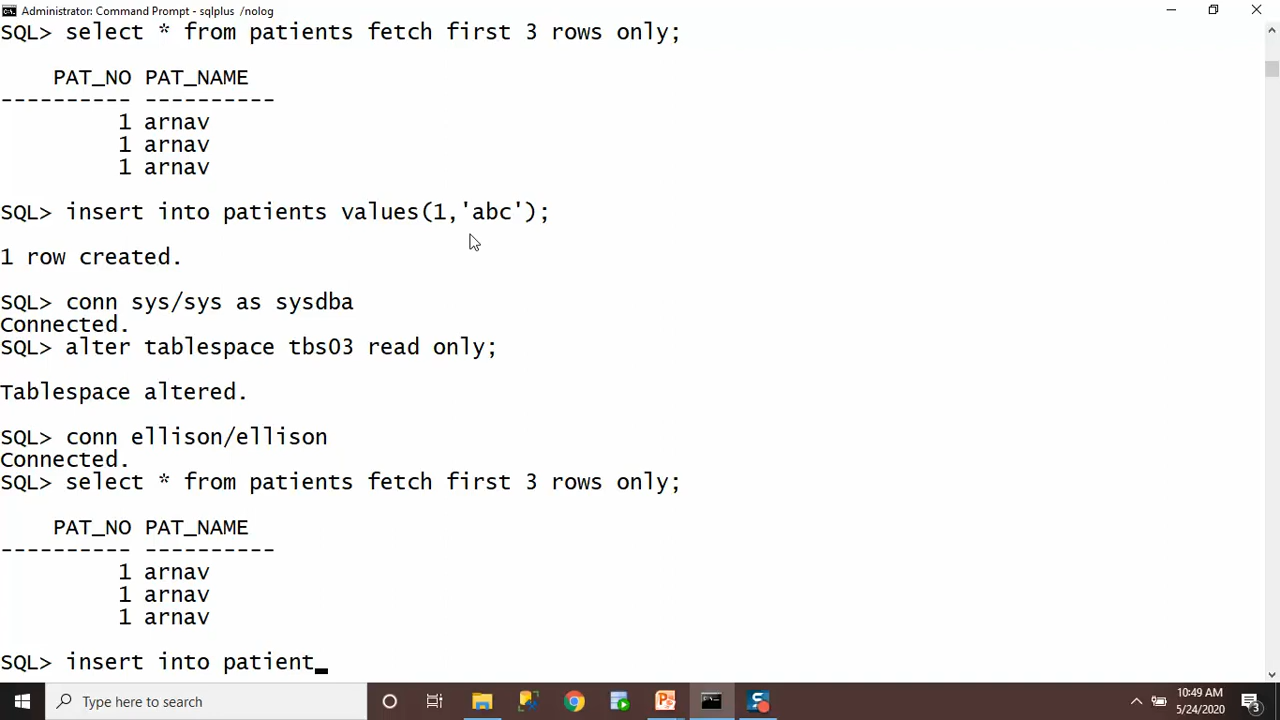 Administrator: Command Prompt - sqlplus /nolog
SQL> select * from patients fetch first 3 rows only;
PAT_NO PAT_NAME
---------- ----------
1 arnav
1 arnav
1 arnav
SQL> insert into patients values(1,'abc');
1 row created.
SQL> conn sys/sys as sysdba
Connected.
SQL> alter tablespace tbs03 read only;
Tablespace altered.
SQL> conn ellison/ellison
Connected.
SQL> select * from patients fetch first 3 rows only;
PAT_NO PAT_NAME
---------- ----------
1 arnav
1 arnav
1 arnav
SQL> insert into patient_
Type here to search
10:49 AM
5/24/2020
3